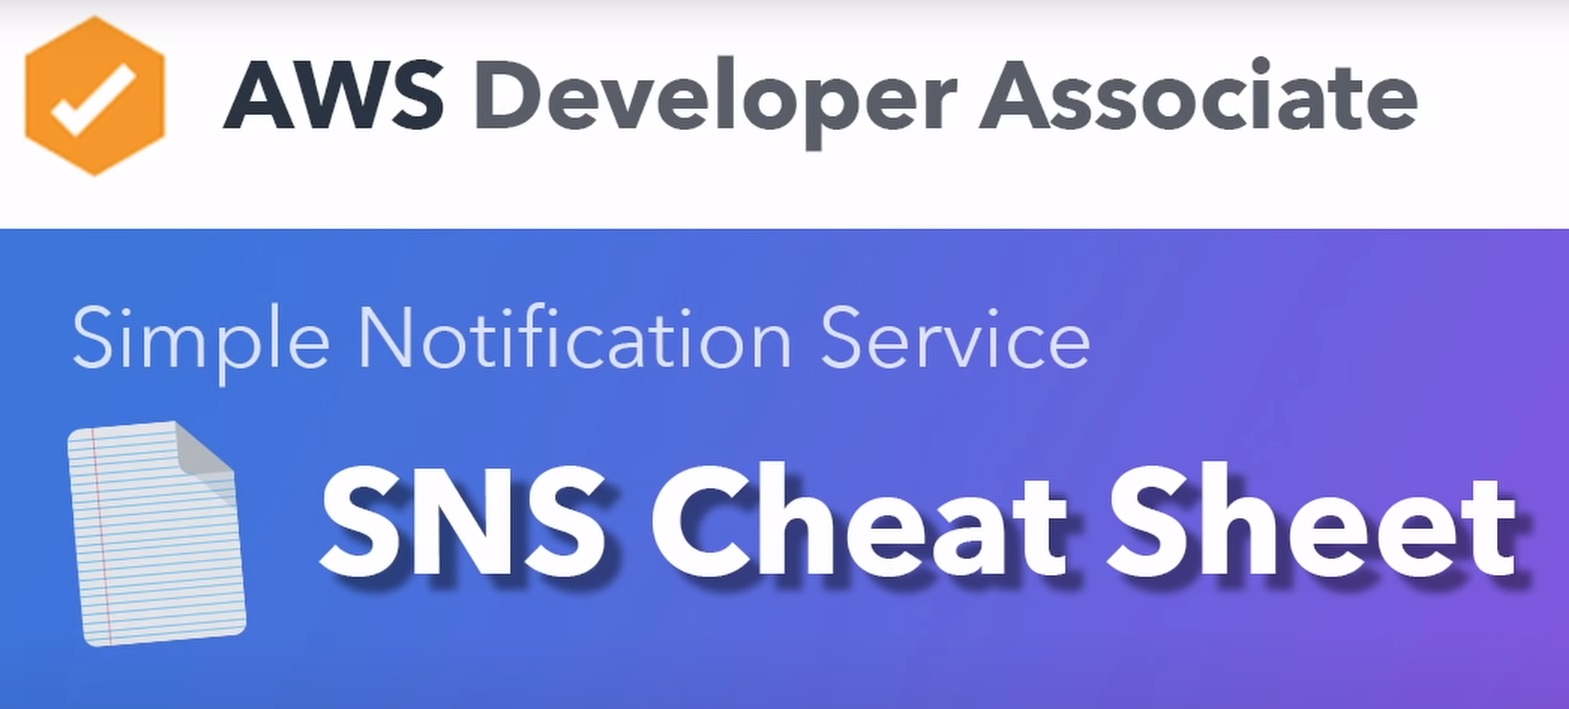 AWS Developer Associate
Simple Notification Service
SNS Cheat Sheet